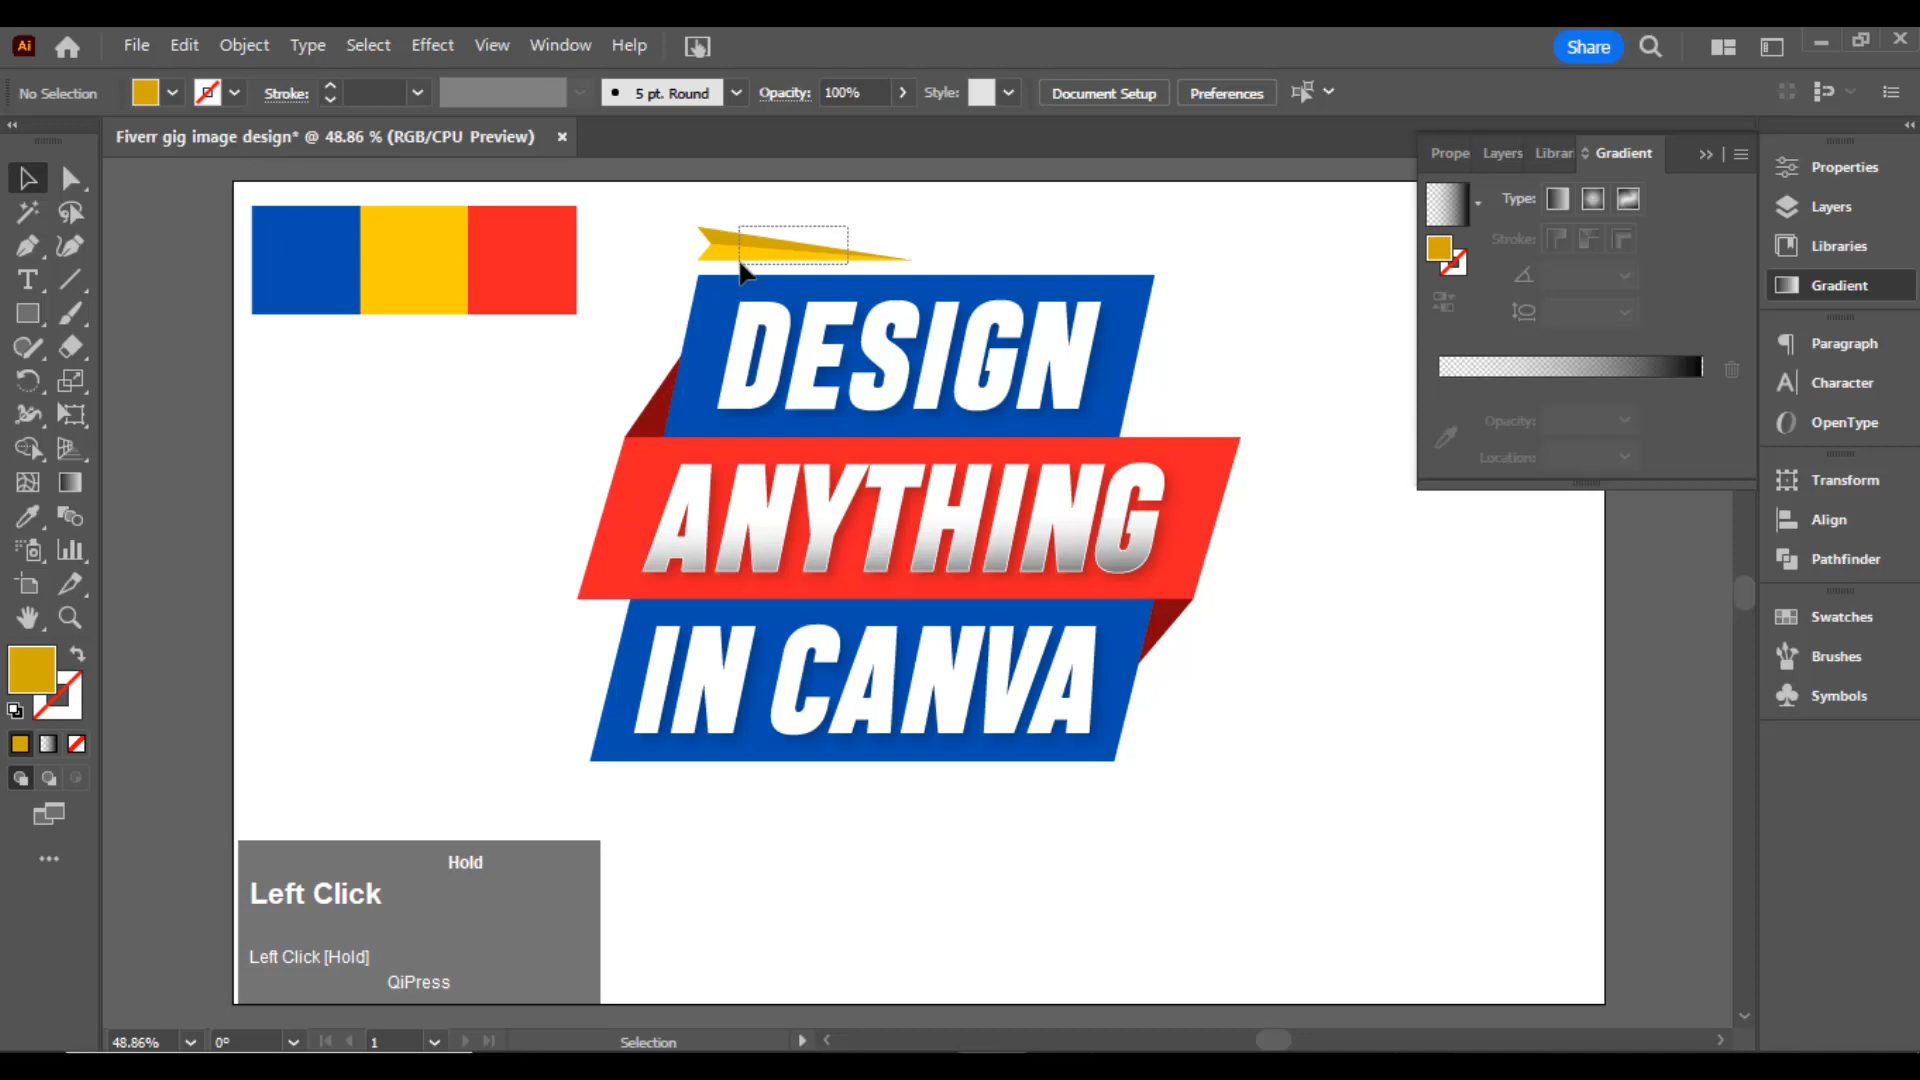 Ai File Edit Object Type Select Effect View Window Help Share
No Selection Stroke: 5 pt. Round Opacity: 100% Style: Document Setup Preferences
Fiverr gig image design* @ 48.86 % (RGB/CPU Preview) ×
Prope Layers Librar Gradient
Type:
Stroke:
Opacity:
Location:
Properties
Layers
Libraries
Gradient
Paragraph
Character
OpenType
Transform
Align
Pathfinder
Swatches
Brushes
Symbols
DESIGN
ANYTHING
IN CANVA
Hold
Left Click
Left Click [Hold]
QiPress
48.86% 0° 1 Selection